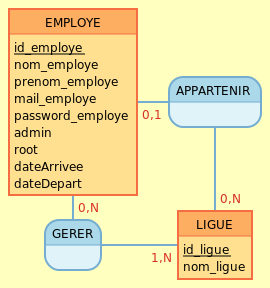 EMPLOYE
id_employe
nom_employe
prenom_employe
mail_employe
password_employe
admin
root
dateArrivee
dateDepart
APPARTENIR
0,1
0,N
0,N
GERER
1,N
LIGUE
id_ligue
nom_ligue